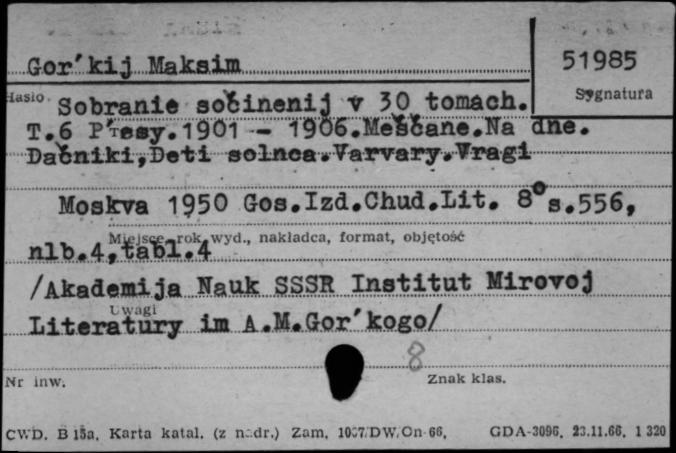 Gor´kij Maksim
51985
Hasło
Sygnatura
Sobranie sočinenij v 30 tomach.
T.6 P´esy.1901 – 1906.Meščane.Na dne.
Dačniki,Deti solnca.Varvary.Vragi
Moskva 1950 Gos.Izd.Chud.Lit. 8° s.556,
Miejsce, rok wyd., nakładca, format, objętość
nlb.4,tabl.4
/Akademija Nauk SSSR Institut Mirovoj
Uwagi
Literatury im A.M.Gor´kogo/
8
Nr inw.
Znak klas.
CWD. B 15a, Karta katal. (z nadr.) Zam. DW/On-66, GDA-3096, 23.11.66, 1 320